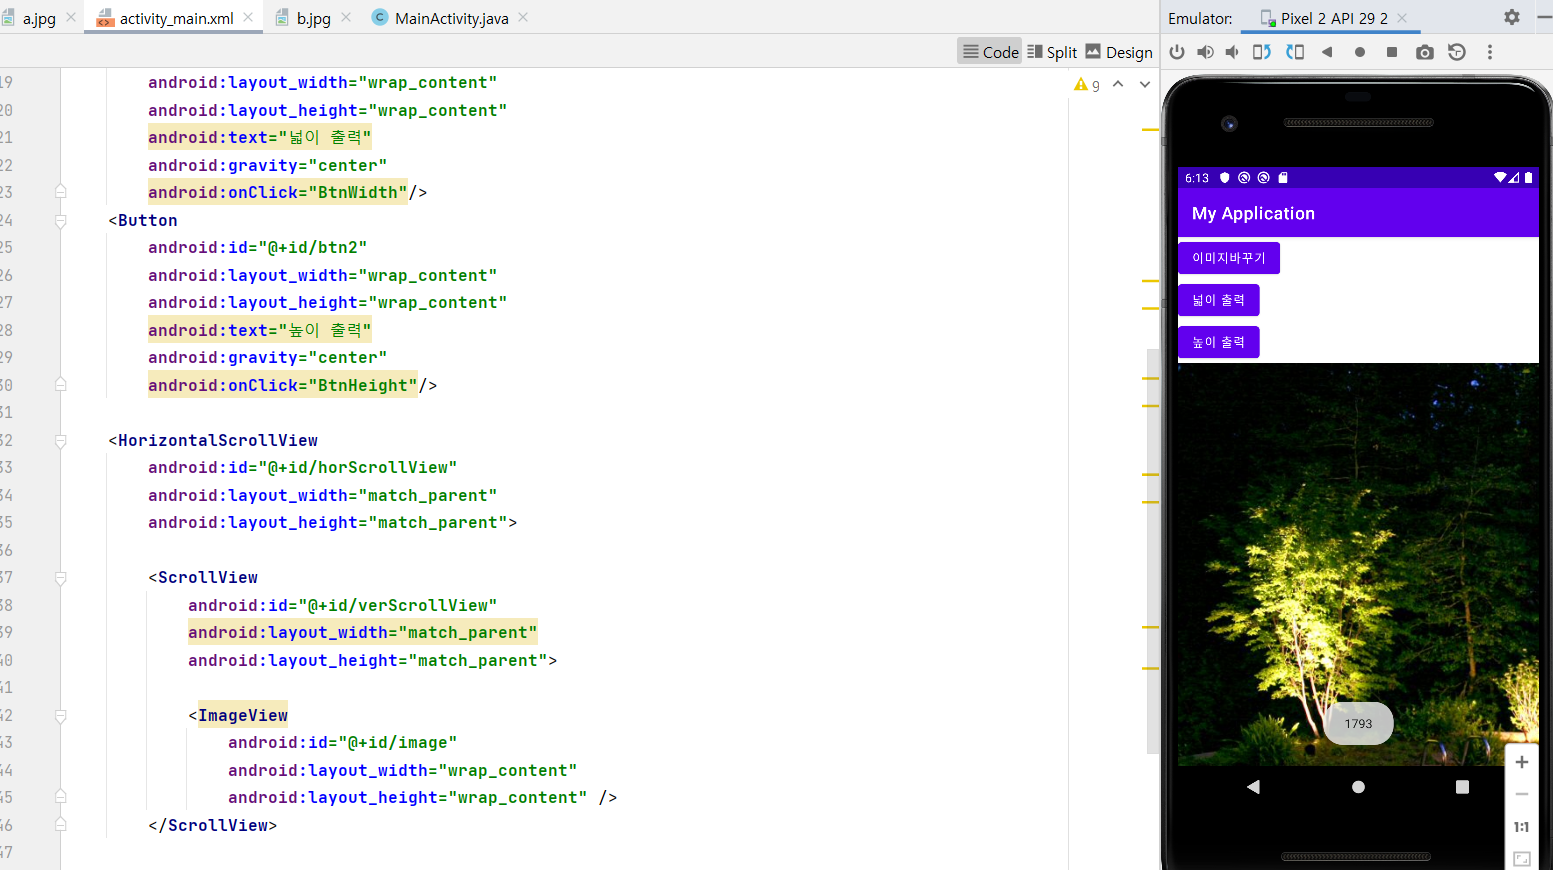 a.jpg activity_main.xml b.jpg MainActivity.java
Emulator: Pixel 2 API 29 2
Code Split Design
9
19 android:layout_width="wrap_content"
20 android:layout_height="wrap_content"
21 android:text="넓이 출력"
22 android:gravity="center"
23 android:onClick="BtnWidth"/>
24 <Button
25 android:id="@+id/btn2"
26 android:layout_width="wrap_content"
27 android:layout_height="wrap_content"
28 android:text="높이 출력"
29 android:gravity="center"
30 android:onClick="BtnHeight"/>
31
32 <HorizontalScrollView
33 android:id="@+id/horScrollView"
34 android:layout_width="match_parent"
35 android:layout_height="match_parent">
36
37 <ScrollView
38 android:id="@+id/verScrollView"
39 android:layout_width="match_parent"
40 android:layout_height="match_parent">
41
42 <ImageView
43 android:id="@+id/image"
44 android:layout_width="wrap_content"
45 android:layout_height="wrap_content" />
46 </ScrollView>
47
6:13
My Application
이미지바꾸기
넓이 출력
높이 출력
1793
1:1